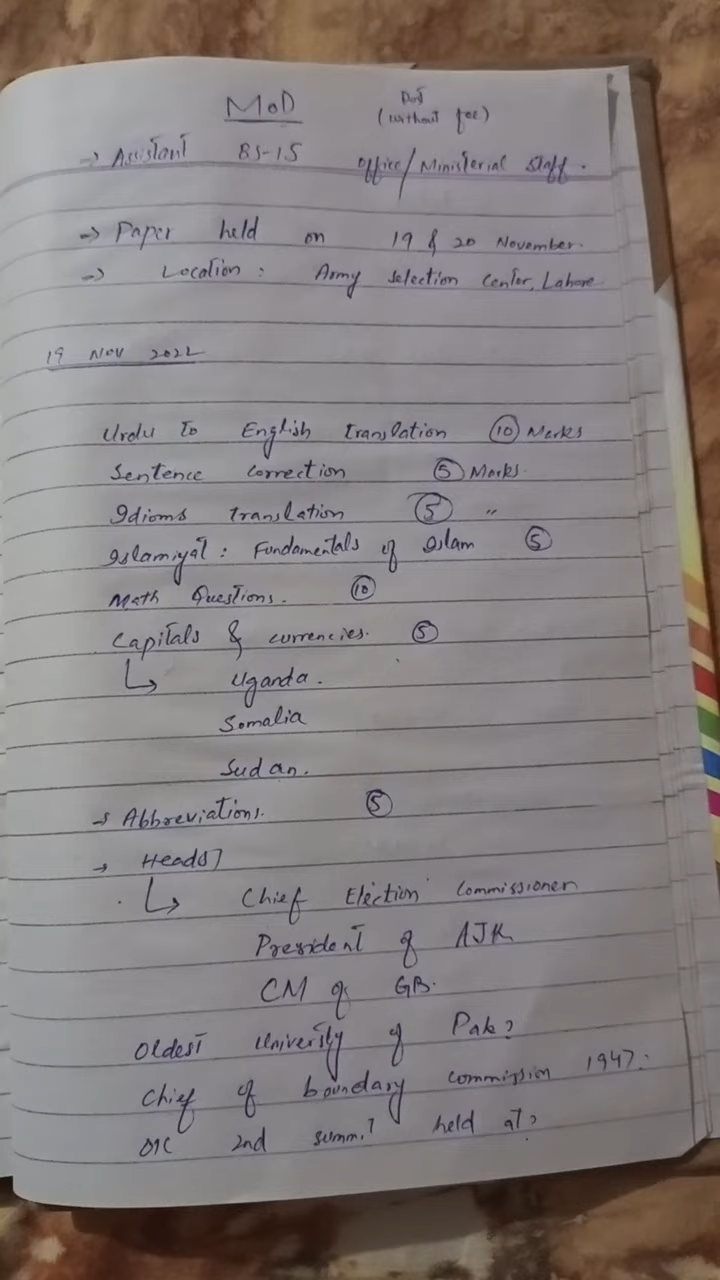 MOD
(without fee)
→ Assistant BS-15 Office/Ministerial Staff.
→ Paper held on 19 & 20 November.
→ Location: Army Selection Center, Lahore
19 Nov 2022
Urdu to English translation 10 Marks
Sentence correction 5 Marks
Idioms translation 5 "
Islamiyat: Fundamentals of Islam 5
Math Questions. 10
Capitals & currencies. 5
↳ Uganda.
Somalia
Sudan.
→ Abbreviations. 5
→ Heads
↳ Chief Election Commissioner
President of AJK
CM of GB.
Oldest University of Pak?
Chief of boundary commission 1947.
OIC 2nd summit held at?